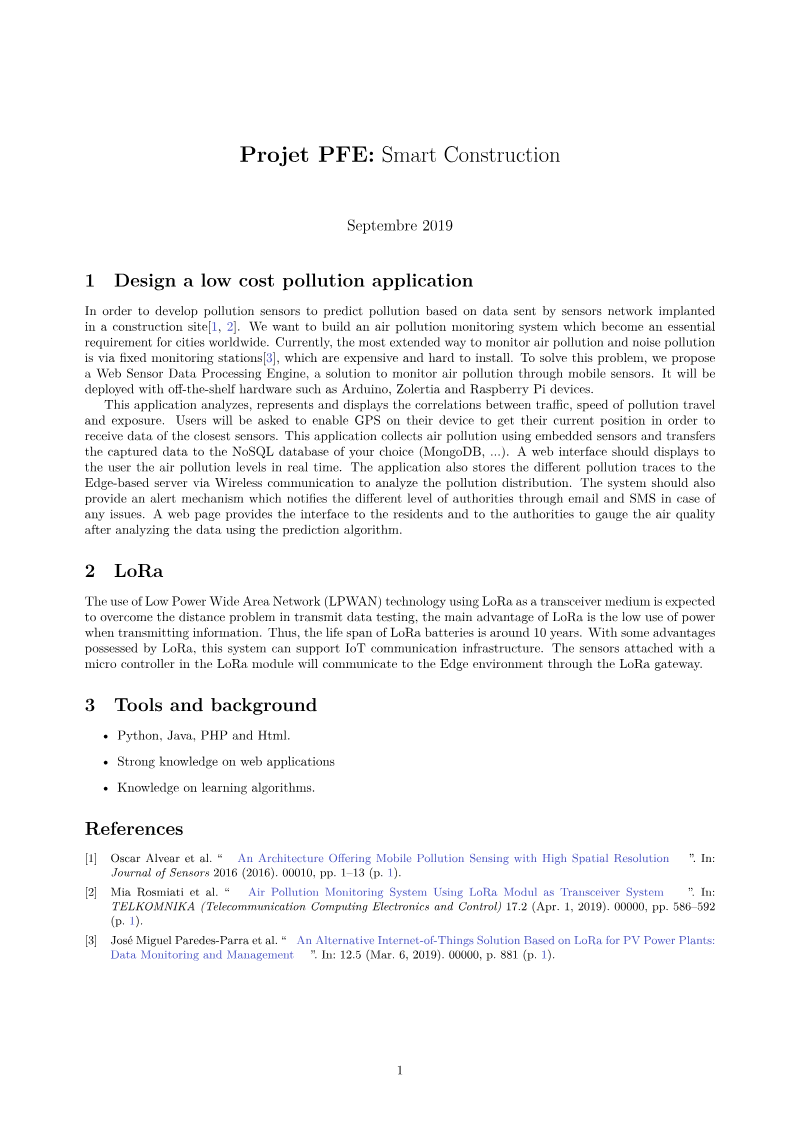 Projet PFE: Smart Construction
Septembre 2019
1 Design a low cost pollution application
In order to develop pollution sensors to predict pollution based on data sent by sensors network implanted
in a construction site[1, 2]. We want to build an air pollution monitoring system which become an essential
requirement for cities worldwide. Currently, the most extended way to monitor air pollution and noise pollution
is via fixed monitoring stations[3], which are expensive and hard to install. To solve this problem, we propose
a Web Sensor Data Processing Engine, a solution to monitor air pollution through mobile sensors. It will be
deployed with off-the-shelf hardware such as Arduino, Zolertia and Raspberry Pi devices.
This application analyzes, represents and displays the correlations between traffic, speed of pollution travel
and exposure. Users will be asked to enable GPS on their device to get their current position in order to
receive data of the closest sensors. This application collects air pollution using embedded sensors and transfers
the captured data to the NoSQL database of your choice (MongoDB, ...). A web interface should displays to
the user the air pollution levels in real time. The application also stores the different pollution traces to the
Edge-based server via Wireless communication to analyze the pollution distribution. The system should also
provide an alert mechanism which notifies the different level of authorities through email and SMS in case of
any issues. A web page provides the interface to the residents and to the authorities to gauge the air quality
after analyzing the data using the prediction algorithm.
2 LoRa
The use of Low Power Wide Area Network (LPWAN) technology using LoRa as a transceiver medium is expected
to overcome the distance problem in transmit data testing, the main advantage of LoRa is the low use of power
when transmitting information. Thus, the life span of LoRa batteries is around 10 years. With some advantages
possessed by LoRa, this system can support IoT communication infrastructure. The sensors attached with a
micro controller in the LoRa module will communicate to the Edge environment through the LoRa gateway.
3 Tools and background
• Python, Java, PHP and Html.
• Strong knowledge on web applications
• Knowledge on learning algorithms.
References
[1] Oscar Alvear et al. “ An Architecture Offering Mobile Pollution Sensing with High Spatial Resolution ”. In:
Journal of Sensors 2016 (2016). 00010, pp. 1–13 (p. 1).
[2] Mia Rosmiati et al. “ Air Pollution Monitoring System Using LoRa Modul as Transceiver System ”. In:
TELKOMNIKA (Telecommunication Computing Electronics and Control) 17.2 (Apr. 1, 2019). 00000, pp. 586–592
(p. 1).
[3] José Miguel Paredes-Parra et al. “ An Alternative Internet-of-Things Solution Based on LoRa for PV Power Plants:
Data Monitoring and Management ”. In: 12.5 (Mar. 6, 2019). 00000, p. 881 (p. 1).
1